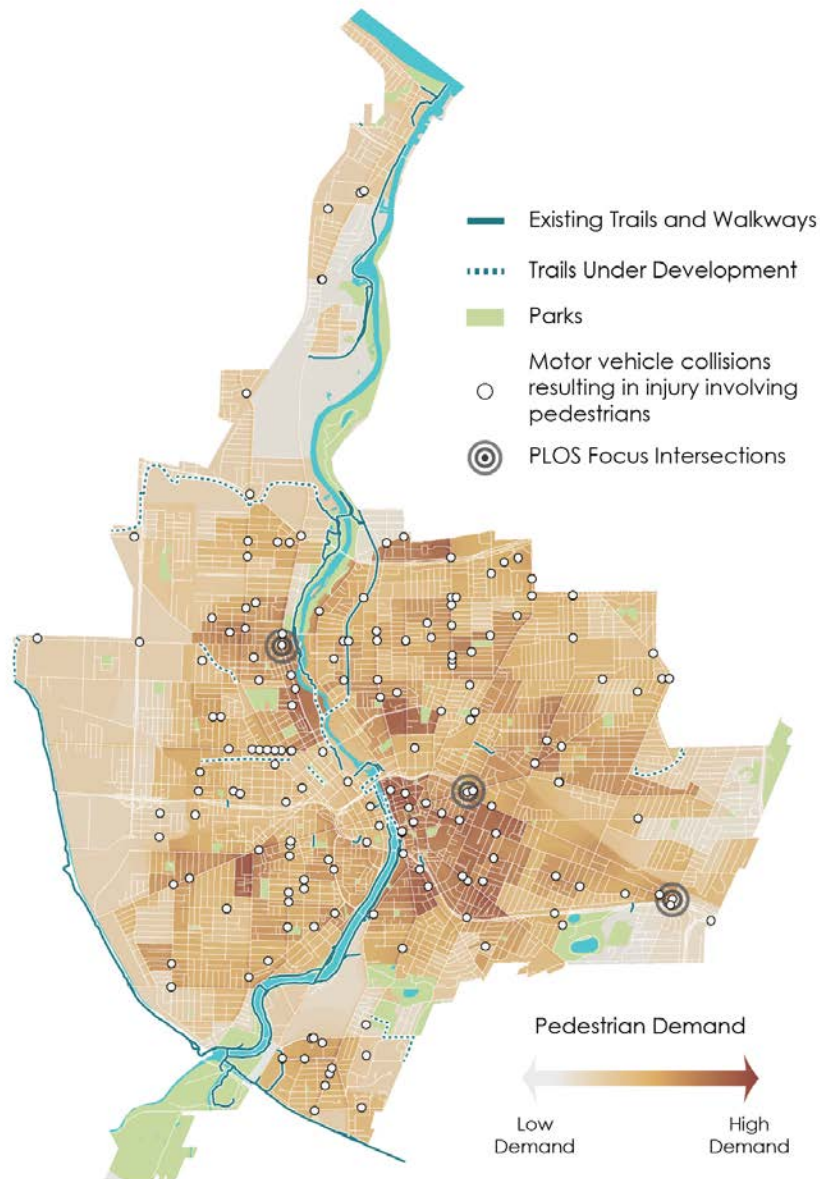 Existing Trails and Walkways
Trails Under Development
Parks
Motor vehicle collisions
resulting in injury involving
pedestrians
PLOS Focus Intersections
Pedestrian Demand
Low
Demand
High
Demand